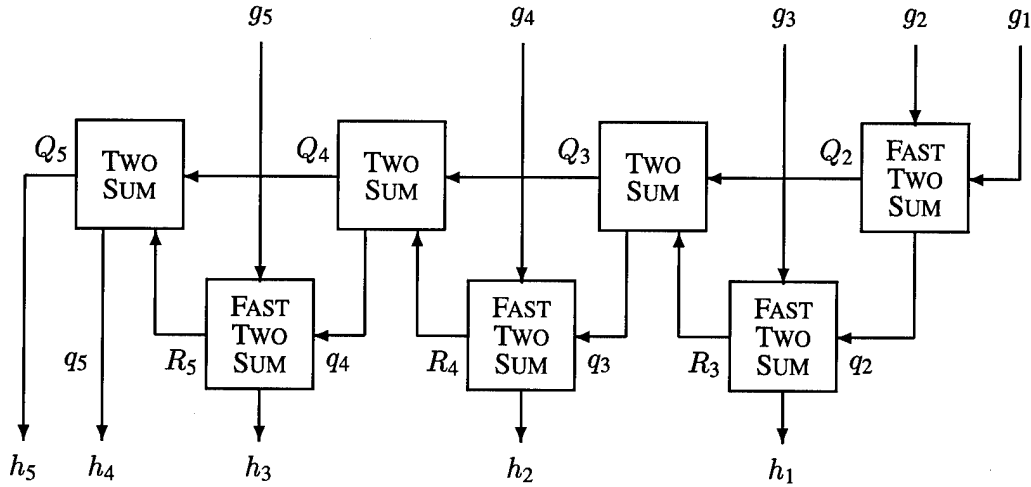 g5 g4 g3 g2 g1
Q5 TWO SUM Q4 TWO SUM Q3 TWO SUM Q2 FAST TWO SUM
q5 R5 FAST TWO SUM q4 R4 FAST TWO SUM q3 R3 FAST TWO SUM q2
h5 h4 h3 h2 h1